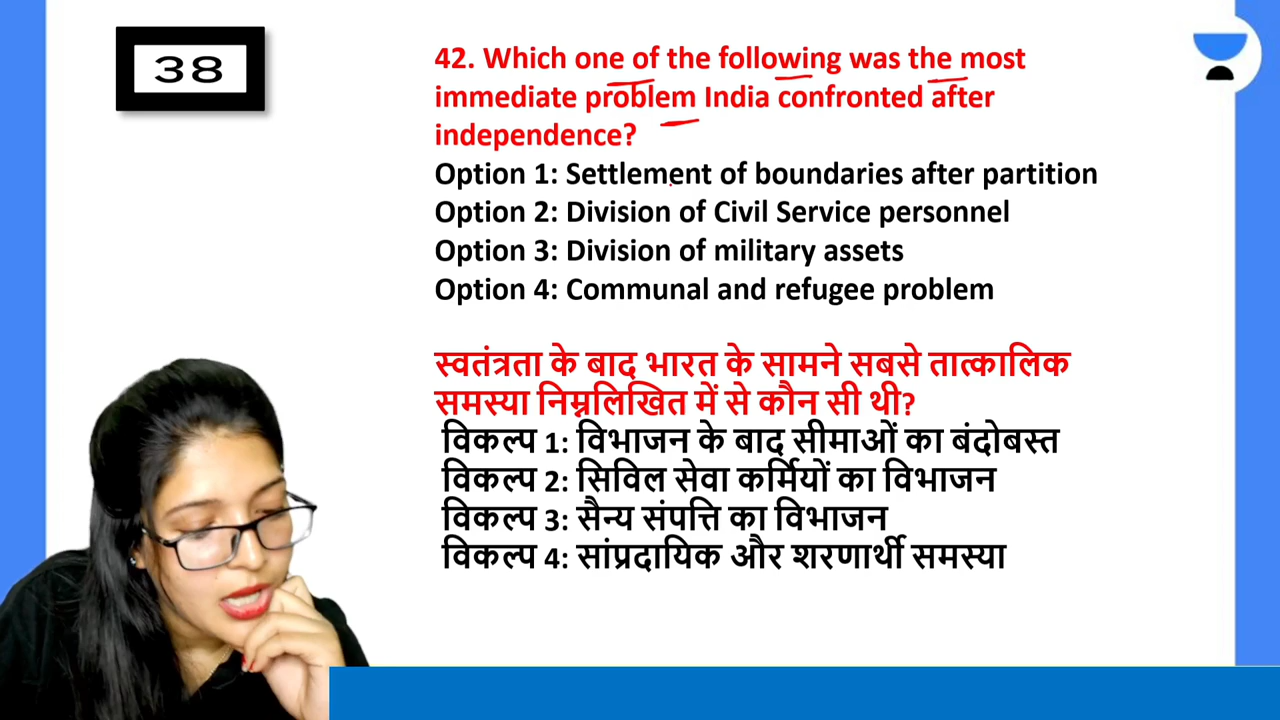 38
42. Which one of the following was the most
immediate problem India confronted after
independence?
Option 1: Settlement of boundaries after partition
Option 2: Division of Civil Service personnel
Option 3: Division of military assets
Option 4: Communal and refugee problem
स्वतंत्रता के बाद भारत के सामने सबसे तात्कालिक
समस्या निम्नलिखित में से कौन सी थी?
विकल्प 1: विभाजन के बाद सीमाओं का बंदोबस्त
विकल्प 2: सिविल सेवा कर्मियों का विभाजन
विकल्प 3: सैन्य संपत्ति का विभाजन
विकल्प 4: सांप्रदायिक और शरणार्थी समस्या